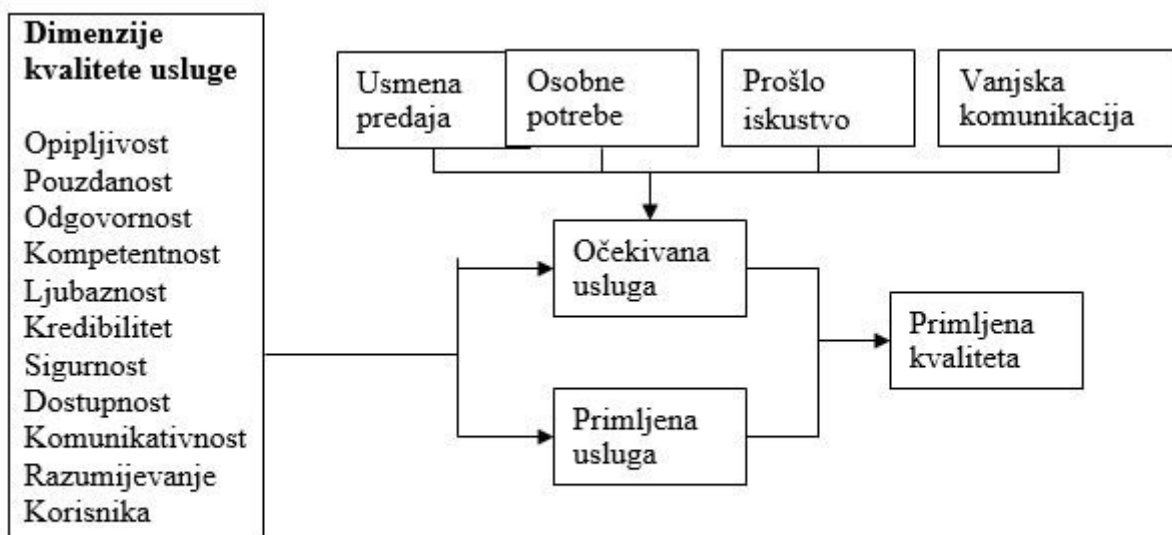 Dimenzije
kvalitete usluge
Opipljivost
Pouzdanost
Odgovornost
Kompetentnost
Ljubaznost
Kredibilitet
Sigurnost
Dostupnost
Komunikativnost
Razumijevanje
Korisnika
Usmena
predaja
Osobne
potrebe
Prošlo
iskustvo
Vanjska
komunikacija
Očekivana
usluga
Primljena
usluga
Primljena
kvaliteta